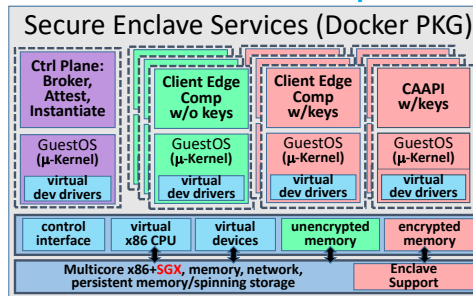 Secure Enclave Services (Docker PKG)
Ctrl Plane:
Broker,
Attest,
Instantiate
GuestOS
(μ-Kernel)
virtual
dev drivers
Client Edge
Comp
w/o keys
GuestOS
(μ-Kernel)
virtual
dev drivers
Client Edge
Comp
w/keys
GuestOS
(μ-Kernel)
virtual
dev drivers
CAAPI
w/keys
GuestOS
(μ-Kernel)
virtual
dev drivers
control
interface
virtual
x86 CPU
virtual
devices
unencrypted
memory
encrypted
memory
Multicore x86+SGX, memory, network,
persistent memory/spinning storage
Enclave
Support